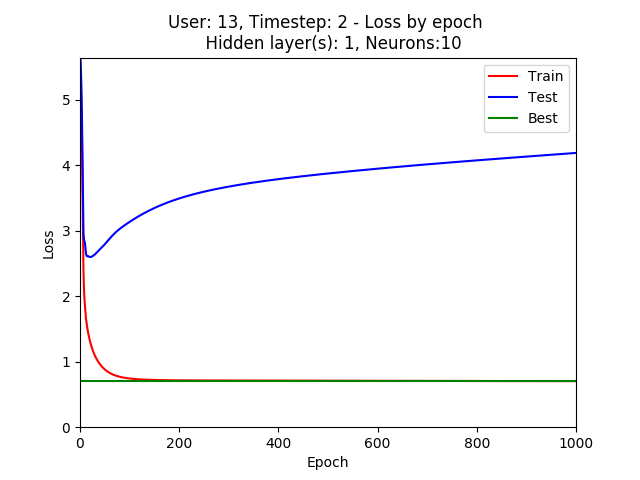 User: 13, Timestep: 2 - Loss by epoch
Hidden layer(s): 1, Neurons:10
Train
Test
Best
5
4
3
2
1
0
Loss
0
200
400
600
800
1000
Epoch